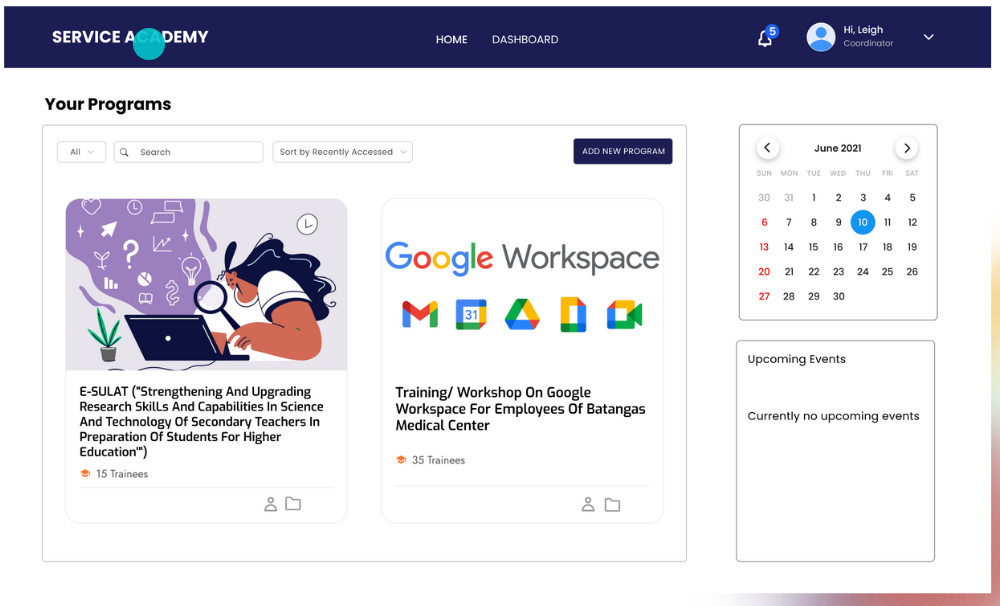 SERVICE ACADEMY
HOME
DASHBOARD
5
Hi, Leigh
Coordinator
Your Programs
All
Search
Sort by Recently Accessed
ADD NEW PROGRAM
E-SULAT ("Strengthening And Upgrading
Research SkilLs And Capabilities In Science
And Technology Of Secondary Teachers In
Preparation Of Students For Higher
Education'")
15 Trainees
Google Workspace
31
Training/ Workshop On Google
Workspace For Employees Of Batangas
Medical Center
35 Trainees
June 2021
SUN MON TUE WED THU FRI SAT
30 31 1 2 3 4 5
6 7 8 9 10 11 12
13 14 15 16 17 18 19
20 21 22 23 24 25 26
27 28 29 30
Upcoming Events
Currently no upcoming events